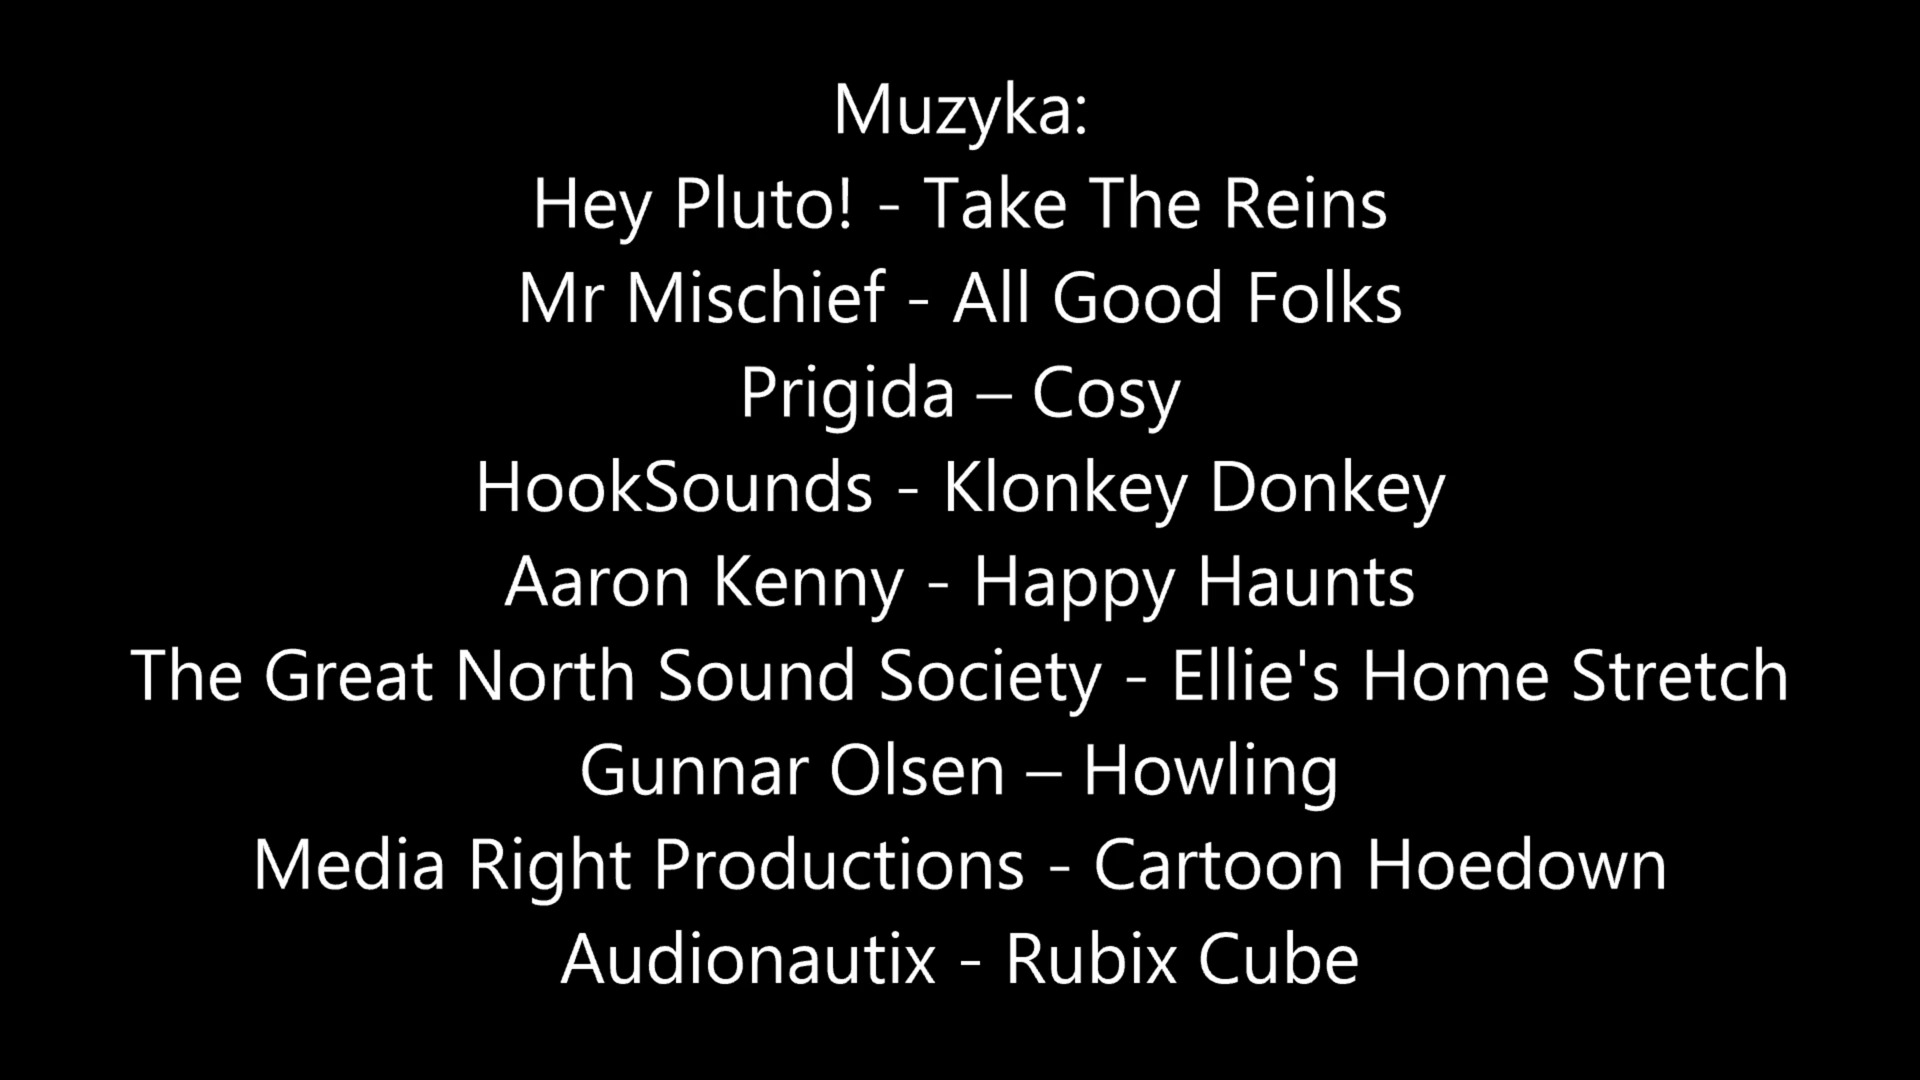 Muzyka:
Hey Pluto! - Take The Reins
Mr Mischief - All Good Folks
Prigida – Cosy
HookSounds - Klonkey Donkey
Aaron Kenny - Happy Haunts
The Great North Sound Society - Ellie's Home Stretch
Gunnar Olsen – Howling
Media Right Productions - Cartoon Hoedown
Audionautix - Rubix Cube